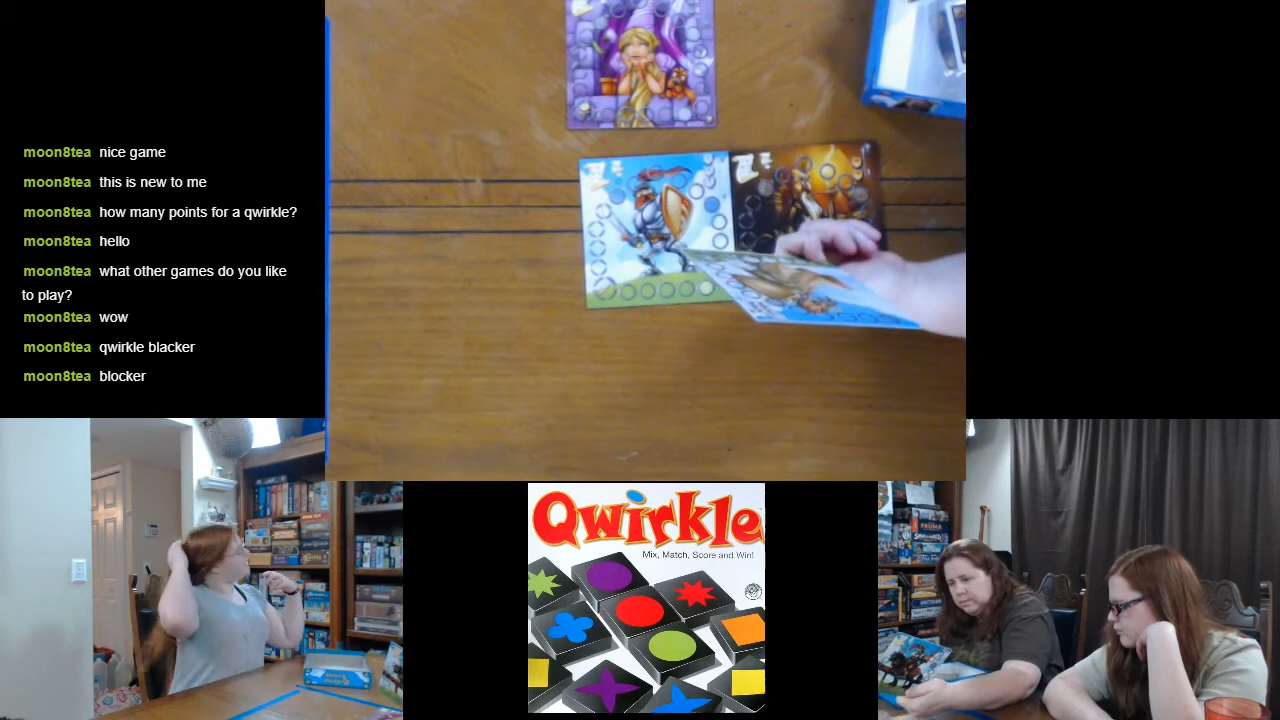 moon8tea nice game
moon8tea this is new to me
moon8tea how many points for a qwirkle?
moon8tea hello
moon8tea what other games do you like
to play?
moon8tea wow
moon8tea qwirkle blacker
moon8tea blocker
Qwirkle
Mix, Match, Score and Win!
FAUNA